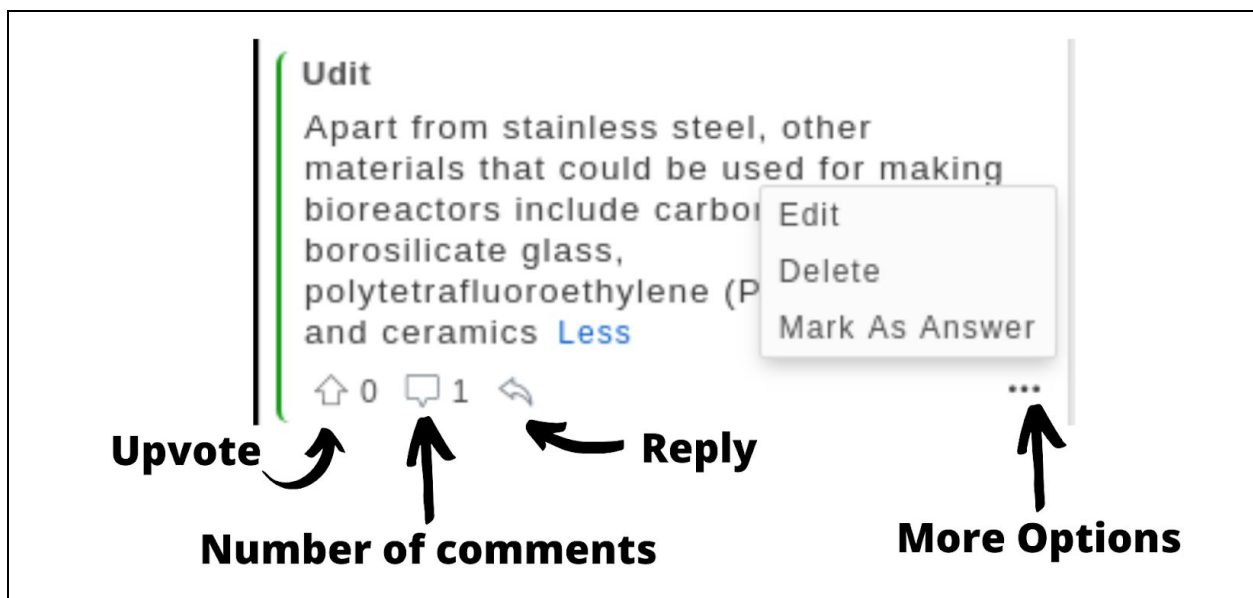 Udit
Apart from stainless steel, other
materials that could be used for making
bioreactors include carbo
borosilicate glass,
polytetrafluoroethylene (P
and ceramics Less
Edit
Delete
Mark As Answer
0 1
Upvote
Reply
Number of comments
More Options